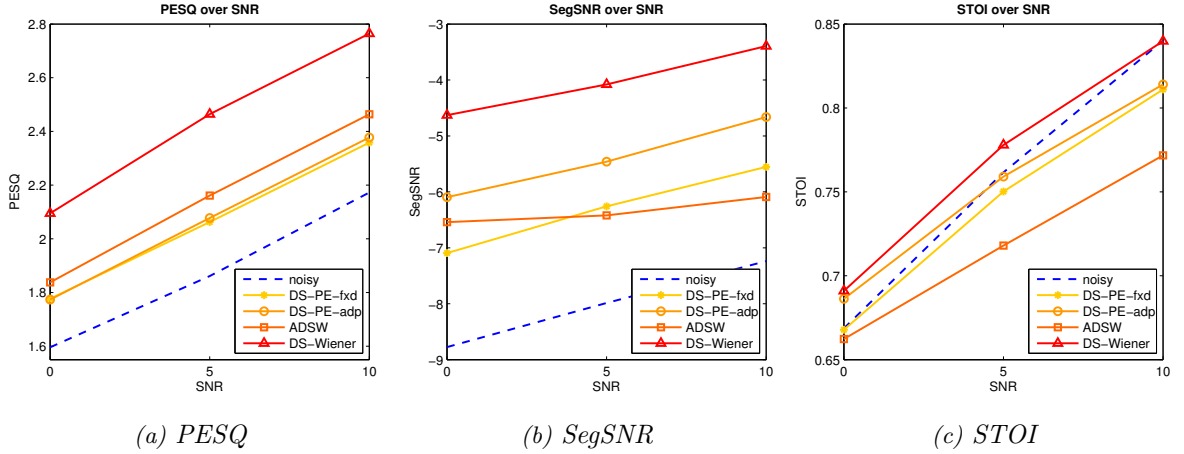 PESQ over SNR
2.8
2.6
2.4
2.2
2
1.8
1.6
PESQ
0
5
10
SNR
noisy
DS−PE−fxd
DS−PE−adp
ADSW
DS−Wiener
(a) PESQ
SegSNR over SNR
−3
−4
−5
−6
−7
−8
−9
SegSNR
0
5
10
SNR
noisy
DS−PE−fxd
DS−PE−adp
ADSW
DS−Wiener
(b) SegSNR
STOI over SNR
0.85
0.8
0.75
0.7
0.65
STOI
0
5
10
SNR
noisy
DS−PE−fxd
DS−PE−adp
ADSW
DS−Wiener
(c) STOI